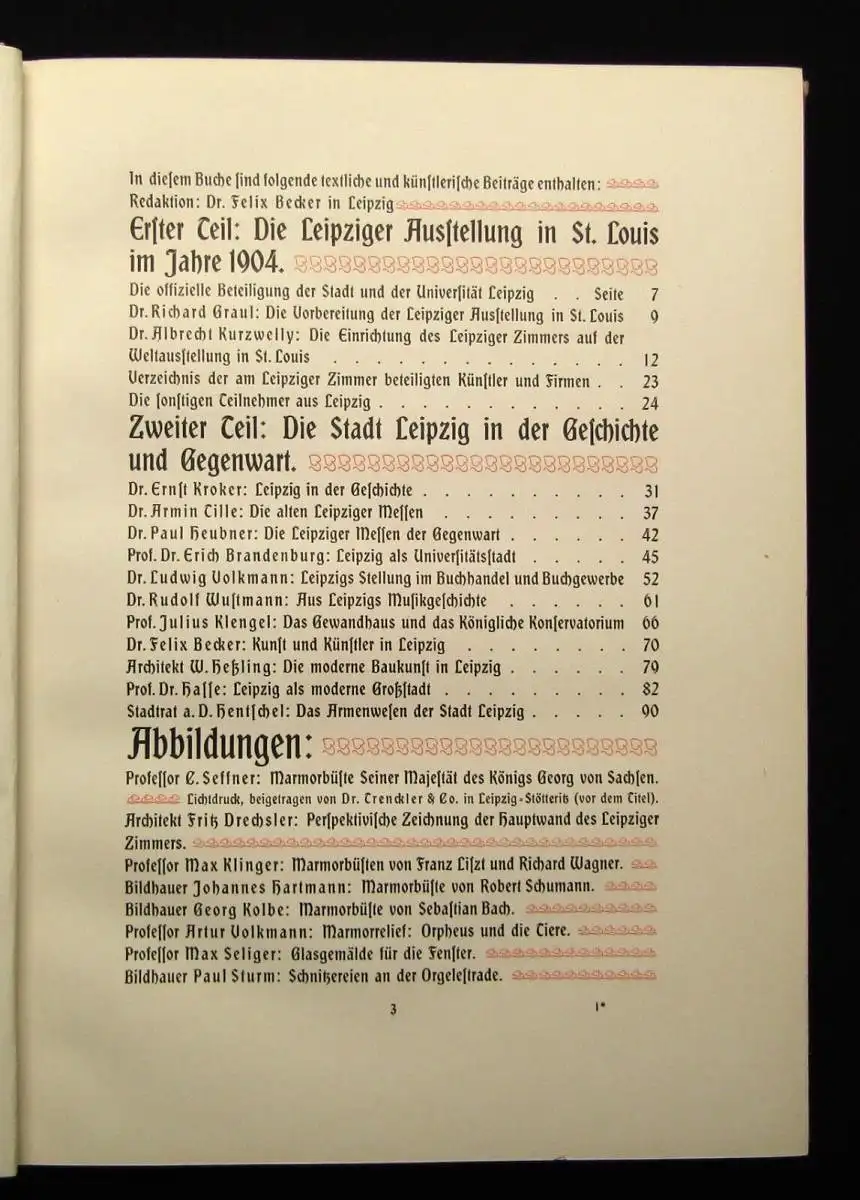 In dieſem Buche ſind folgende textliche und künſtleriſche Beiträge enthalten:
Redaktion: Dr. Felix Becker in Leipzig
Erſter Teil: Die Leipziger Ausſtellung in St. Louis
im Jahre 1904.
Die offizielle Beteiligung der Stadt und der Univerſität Leipzig . . Seite 7
Dr. Richard Graul: Die Vorbereitung der Leipziger Ausſtellung in St. Louis 9
Dr. Albrecht Kurzwelly: Die Einrichtung des Leipziger Zimmers auf der
Weltausſtellung in St. Louis . . . . . . . . . . . . . . 12
Verzeichnis der am Leipziger Zimmer beteiligten Künſtler und Firmen . . 23
Die ſonſtigen Teilnehmer aus Leipzig . . . . . . . . . . . . 24
Zweiter Teil: Die Stadt Leipzig in der Geſchichte
und Gegenwart.
Dr. Ernſt Kroker: Leipzig in der Geſchichte . . . . . . . . . . 31
Dr. Armin Tille: Die alten Leipziger Meſſen . . . . . . . . . 37
Dr. Paul Heubner: Die Leipziger Meſſen der Gegenwart . . . . . . 42
Prof. Dr. Erich Brandenburg: Leipzig als Univerſitätsſtadt . . . . . 45
Dr. Ludwig Volkmann: Leipzigs Stellung im Buchhandel und Buchgewerbe 52
Dr. Rudolf Wuſtmann: Aus Leipzigs Muſikgeſchichte . . . . . . 61
Prof. Julius Klengel: Das Gewandhaus und das Königliche Konſervatorium 66
Dr. Felix Becker: Kunſt und Künſtler in Leipzig . . . . . . . . 70
Architekt W. Heßling: Die moderne Baukunſt in Leipzig . . . . . . 79
Prof. Dr. Haſſe: Leipzig als moderne Großſtadt . . . . . . . . . 82
Stadtrat a. D. Hentſchel: Das Armenweſen der Stadt Leipzig . . . . . 90
Abbildungen:
Profeſſor C. Seffner: Marmorbüſte Seiner Majeſtät des Königs Georg von Sachſen.
Lichtdruck, beigetragen von Dr. Trenckler & Co. in Leipzig-Stötteritz (vor dem Titel).
Architekt Fritz Drechsler: Perſpektiviſche Zeichnung der Hauptwand des Leipziger
Zimmers.
Profeſſor Max Klinger: Marmorbüſten von Franz Liſzt und Richard Wagner.
Bildhauer Johannes Hartmann: Marmorbüſte von Robert Schumann.
Bildhauer Georg Kolbe: Marmorbüſte von Sebaſtian Bach.
Profeſſor Artur Volkmann: Marmorrelief: Orpheus und die Tiere.
Profeſſor Max Seliger: Glasgemälde für die Fenſter.
Bildhauer Paul Sturm: Schnitzereien an der Orgeleſtrade.
3 1*